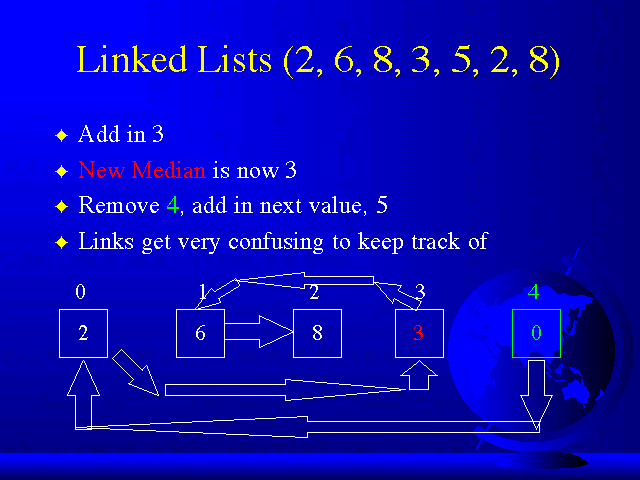 Linked Lists (2, 6, 8, 3, 5, 2, 8)
Add in 3
New Median is now 3
Remove 4, add in next value, 5
Links get very confusing to keep track of
0 1 2 3 4
2 6 8 3 0